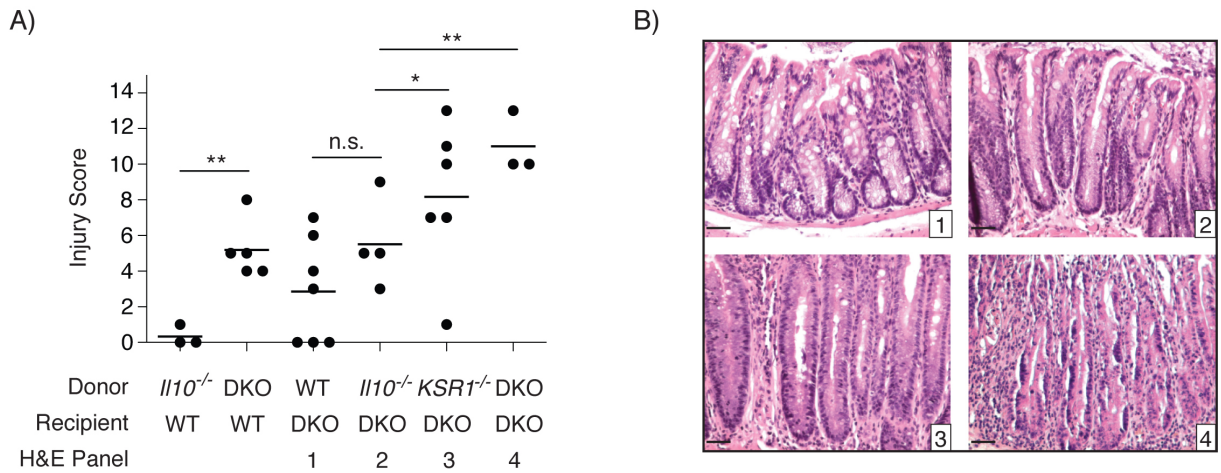 A)
B)
Injury Score
14
12
10
8
6
4
2
0
**
n.s.
*
**
Donor Il10-/- DKO WT Il10-/- KSR1-/- DKO
Recipient WT WT DKO DKO DKO DKO
H&E Panel 1 2 3 4
1
2
3
4